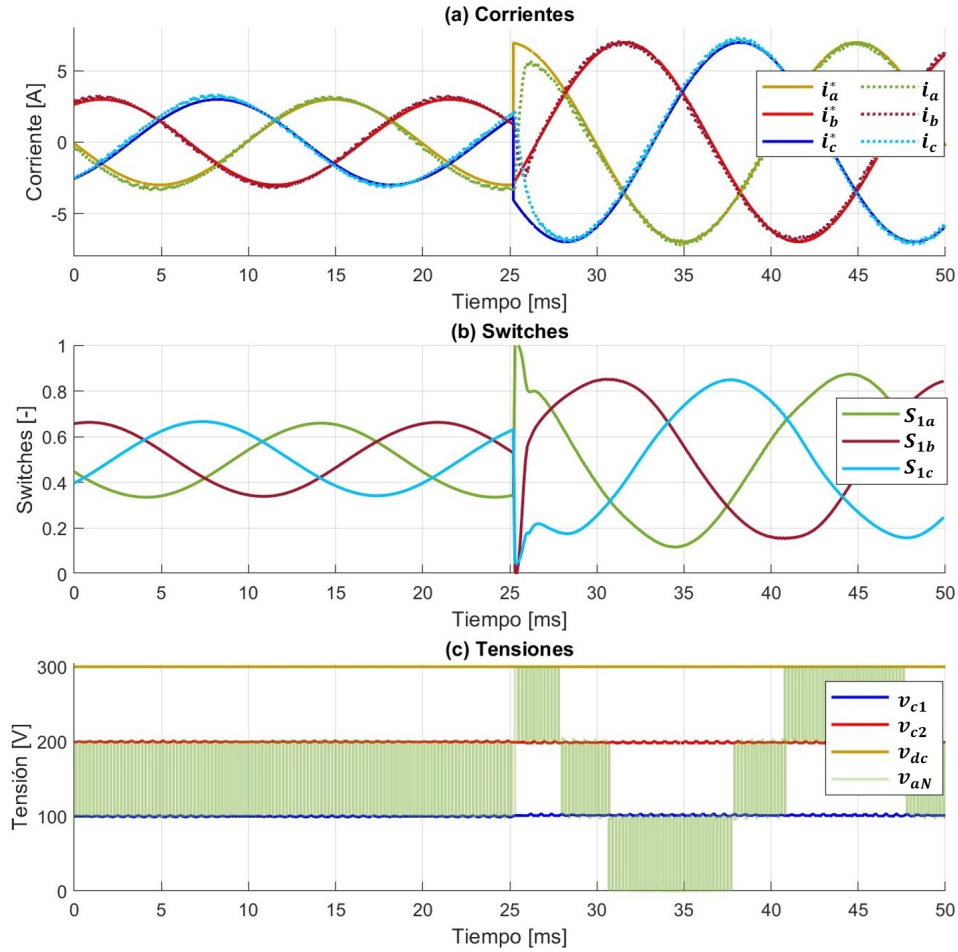 (a) Corrientes
Corriente [A]
5
0
-5
i*a i*b i*c
ia ib ic
0 5 10 15 20 25 30 35 40 45 50
Tiempo [ms]
(b) Switches
Switches [-]
1
0.8
0.6
0.4
0.2
0
S1a
S1b
S1c
0 5 10 15 20 25 30 35 40 45 50
Tiempo [ms]
(c) Tensiones
Tensión [V]
300
200
100
0
vc1
vc2
vdc
vaN
0 5 10 15 20 25 30 35 40 45 50
Tiempo [ms]